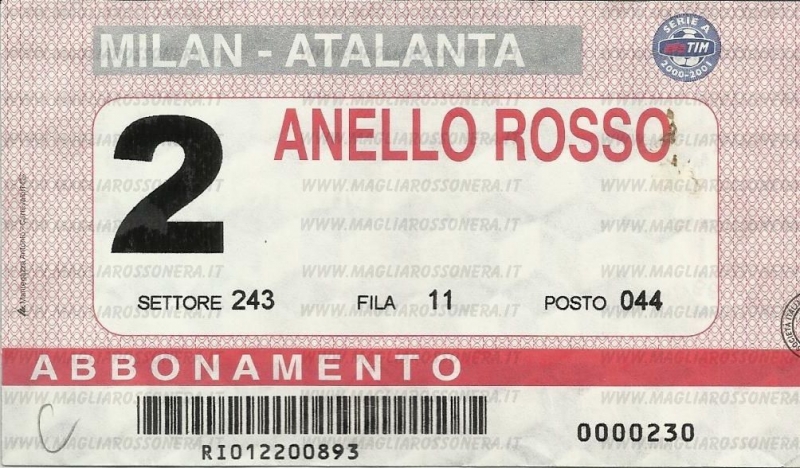 MILAN - ATALANTA
SERIE A
TIM
2000-2001
2 ANELLO ROSSO
SETTORE 243 FILA 11 POSTO 044
ABBONAMENTO
RI012200893
0000230
WWW.MAGLIAROSSONERA.IT